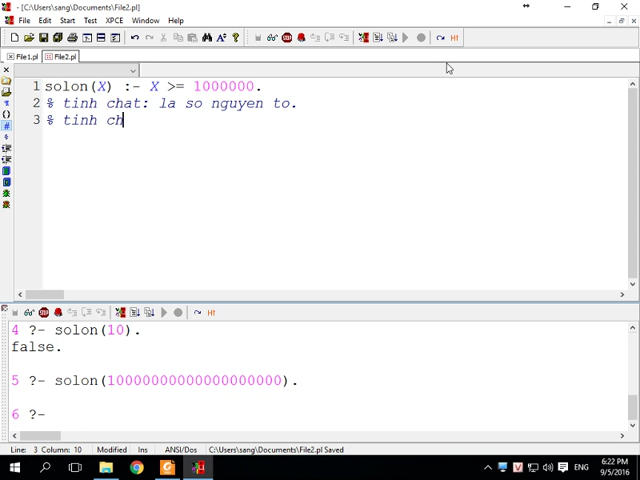 - [C:\Users\sang\Documents\File2.pl]
File Edit Start Test XPCE Window Help
File1.pl File2.pl
1 solon(X) :- X >= 1000000.
2 % tinh chat: la so nguyen to.
3 % tinh ch
4 ?- solon(10).
false.
5 ?- solon(10000000000000000000).
6 ?-
Line: 3 Column: 10 Modified Ins ANSI/Dos C:\Users\sang\Documents\File2.pl Saved
ENG
6:22 PM
9/5/2016